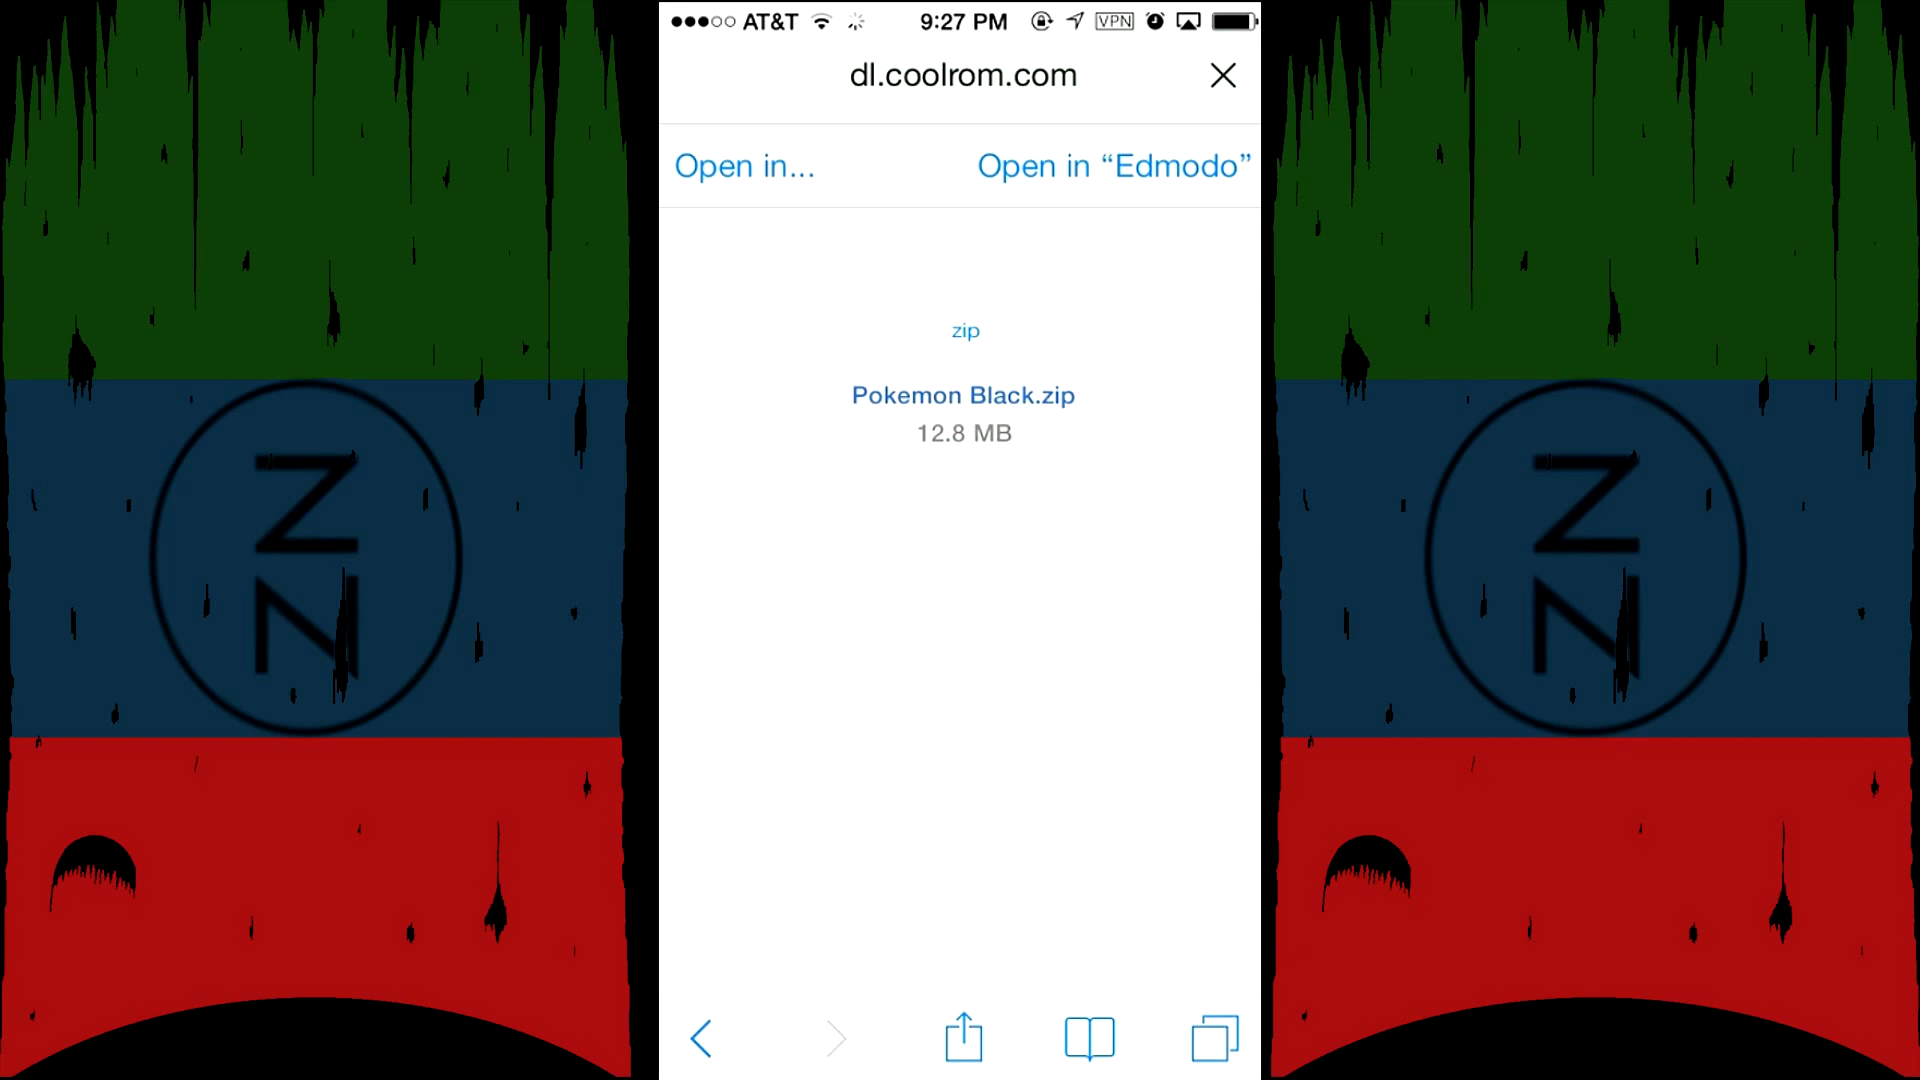 AT&T 9:27 PM VPN
dl.coolrom.com
Open in... Open in “Edmodo”
zip
Pokemon Black.zip
12.8 MB
Z
N
Z
N